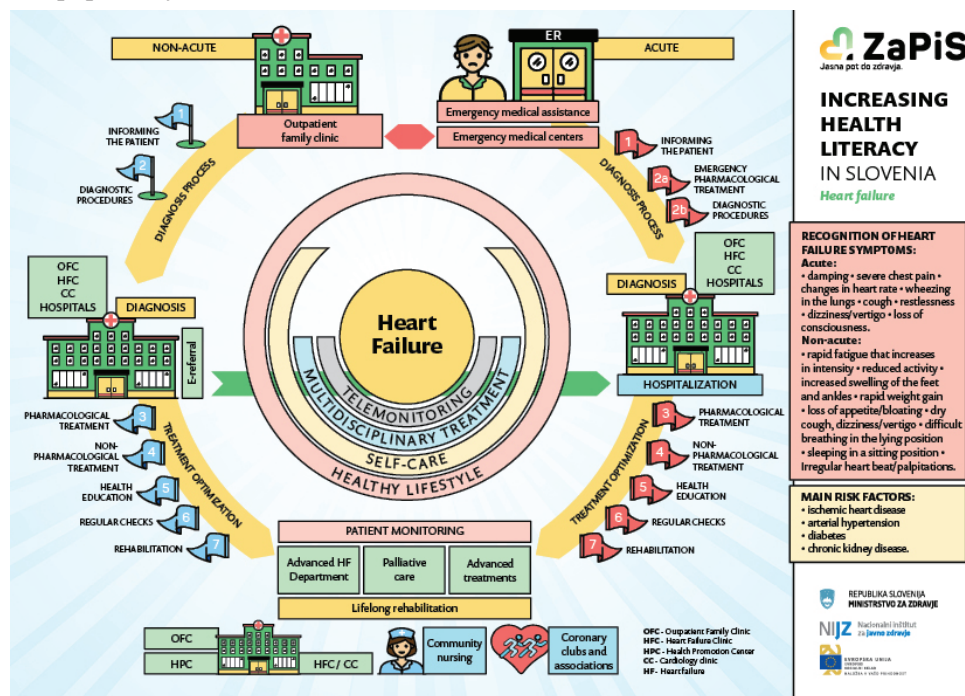 NON-ACUTE
ER
ACUTE
Outpatient
family clinic
Emergency medical assistance
Emergency medical centers
1
INFORMING
THE PATIENT
2
DIAGNOSTIC
PROCEDURES
DIAGNOSIS PROCESS
1
INFORMING
THE PATIENT
2a
EMERGENCY
PHARMACOLOGICAL
TREATMENT
2b
DIAGNOSTIC
PROCEDURES
DIAGNOSIS PROCESS
OFC
HFC
CC
HOSPITALS
DIAGNOSIS
E-referral
DIAGNOSIS
OFC
HFC
CC
HOSPITALS
HOSPITALIZATION
Heart
Failure
TELEMONITORING
MULTIDISCIPLINARY TREATMENT
SELF-CARE
HEALTHY LIFESTYLE
PHARMACOLOGICAL
TREATMENT
3
NON-
PHARMACOLOGICAL
TREATMENT
4
HEALTH
EDUCATION
5
REGULAR CHECKS
6
REHABILITATION
7
TREATMENT OPTIMIZATION
3
PHARMACOLOGICAL
TREATMENT
4
NON-
PHARMACOLOGICAL
TREATMENT
5
HEALTH
EDUCATION
6
REGULAR CHECKS
7
REHABILITATION
TREATMENT OPTIMIZATION
PATIENT MONITORING
Advanced HF
Department
Palliative
care
Advanced
treatments
Lifelong rehabilitation
OFC
HPC
HFC / CC
Community
nursing
Coronary
clubs and
associations
OFC - Outpatient Family Clinic
HFC - Heart Failure Clinic
HPC - Health Promotion Center
CC - Cardiology clinic
HF - Heartfailure
ZaPiS
Jasna pot do zdravja.
INCREASING
HEALTH
LITERACY
IN SLOVENIA
Heart failure
RECOGNITION OF HEART
FAILURE SYMPTOMS:
Acute:
• damping • severe chest pain •
changes in heart rate • wheezing
in the lungs • cough • restlessness
• dizziness/vertigo • loss of
consciousness.
Non-acute:
• rapid fatigue that increases
in intensity • reduced activity •
increased swelling of the feet
and ankles • rapid weight gain
• loss of appetite/bloating • dry
cough, dizziness/vertigo • difficult
breathing in the lying position
• sleeping in a sitting position •
Irregular heart beat/palpitations.
MAIN RISK FACTORS:
• ischemic heart disease
• arterial hypertension
• diabetes
• chronic kidney disease.
REPUBLIKA SLOVENIJA
MINISTRSTVO ZA ZDRAVJE
NIJZ
Nacionalni inštitut
za javno zdravje
EVROPSKA UNIJA